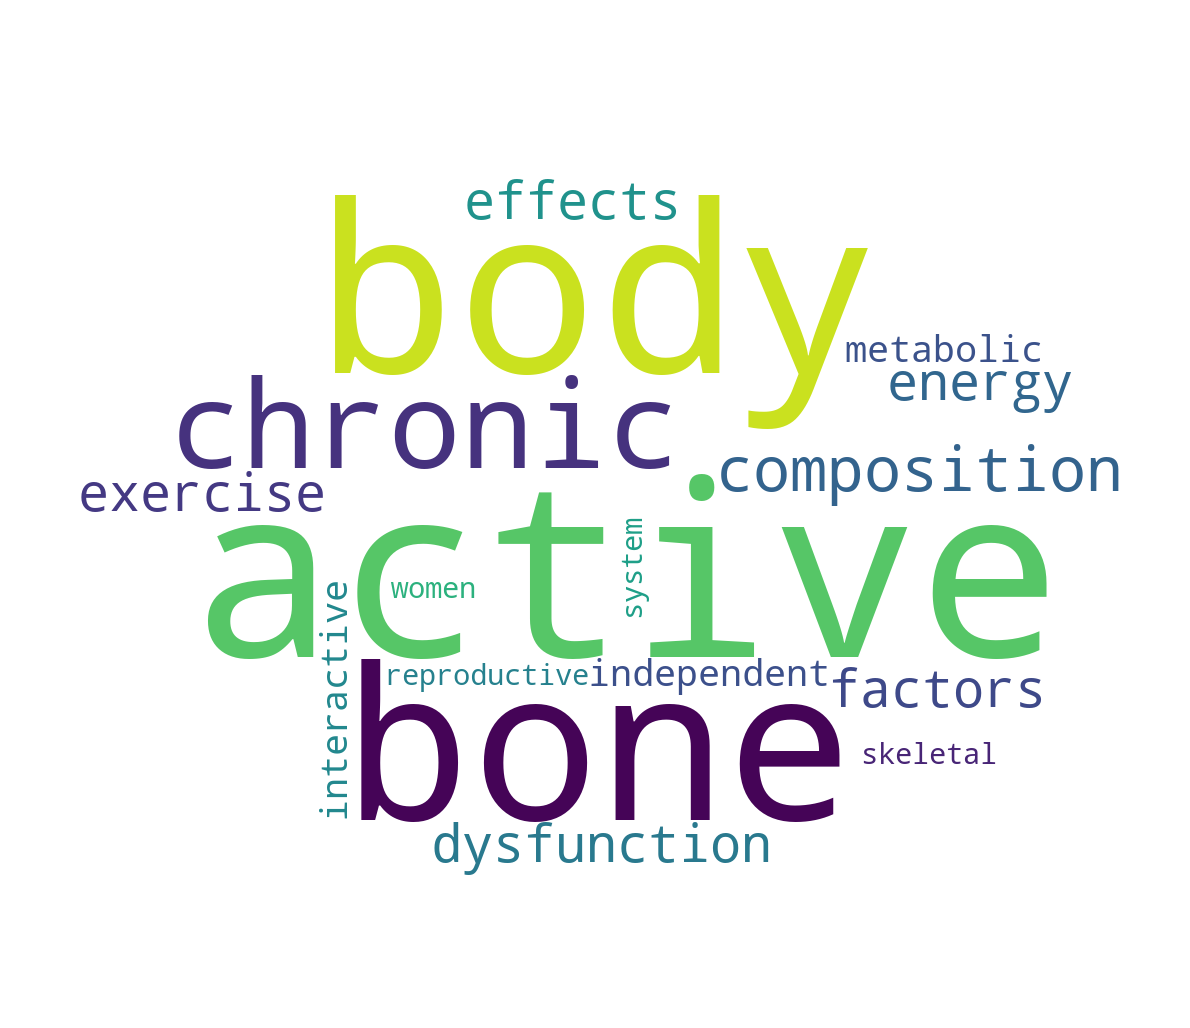 effects
body
metabolic
energy
chronic
composition
exercise
active
system
women
interactive
reproductive
independent
factors
bone
skeletal
dysfunction